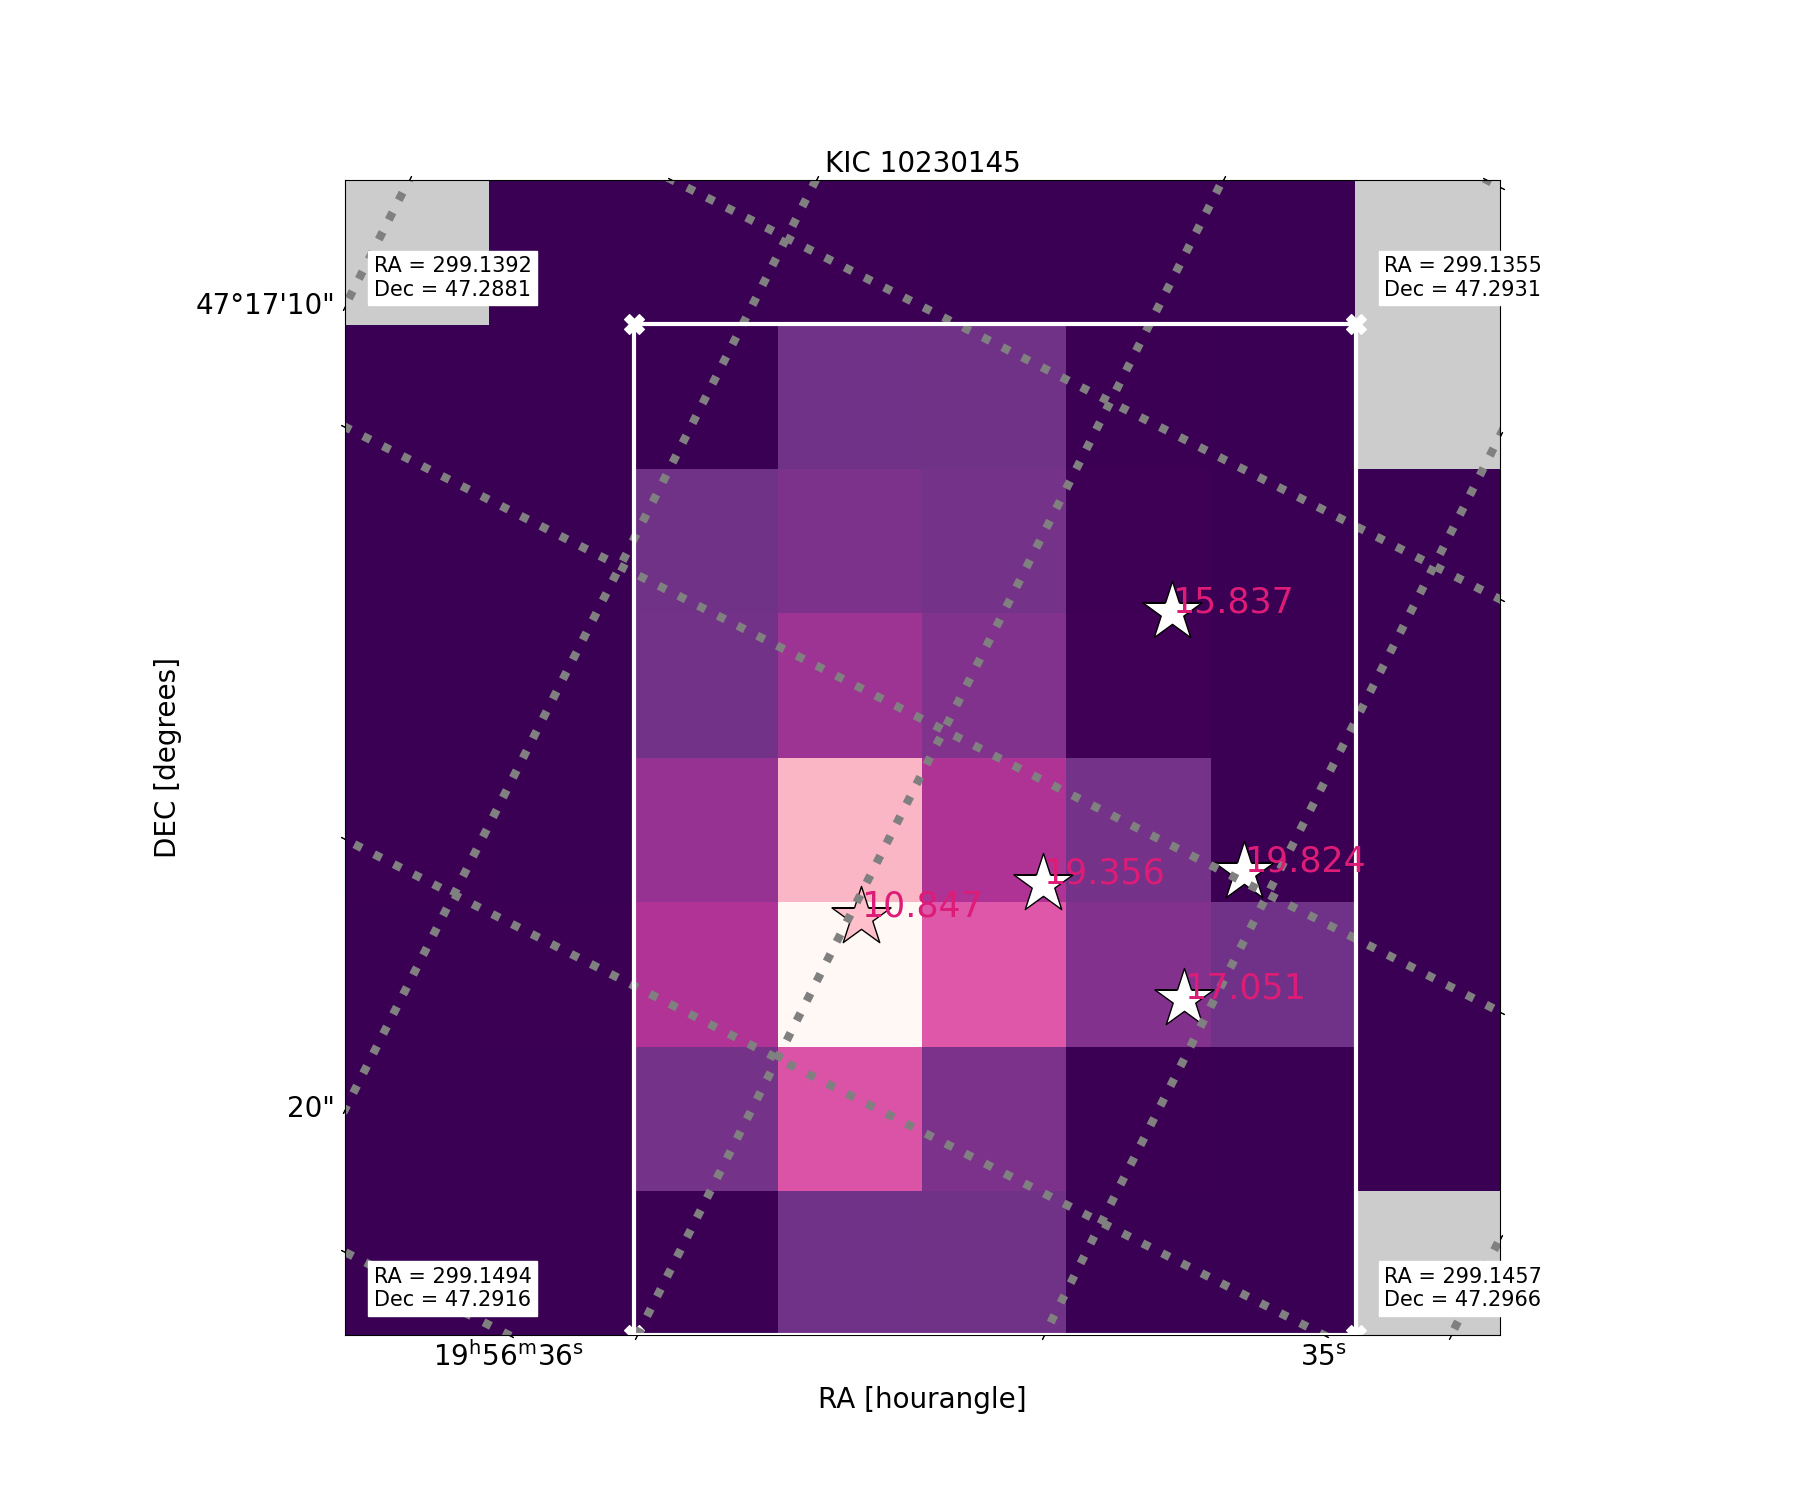 KIC 10230145
RA = 299.1392
Dec = 47.2881
RA = 299.1355
Dec = 47.2931
47°17'10"
15.837
19.824
19.356
10.847
17.051
DEC [degrees]
20"
RA = 299.1494
Dec = 47.2916
RA = 299.1457
Dec = 47.2966
19h56m36s
35s
RA [hourangle]